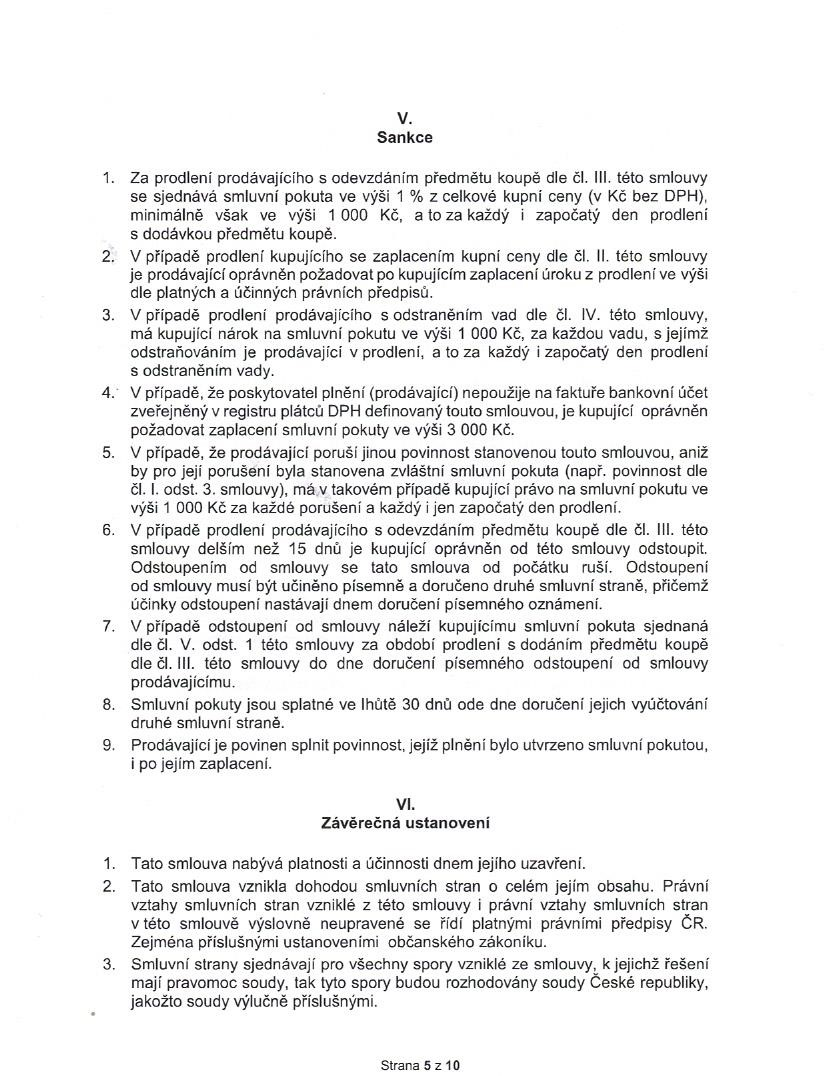 V.
Sankce
1. Za prodlení prodávajícího s odevzdáním předmětu koupě dle čl. III. této smlouvy
se sjednává smluvní pokuta ve výši 1 % z celkové kupní ceny (v Kč bez DPH),
minimálně však ve výši 1 000 Kč, a to za každý i započatý den prodlení
s dodávkou předmětu koupě.
2. V případě prodlení kupujícího se zaplacením kupní ceny dle čl. II. této smlouvy
je prodávající oprávněn požadovat po kupujícím zaplacení úroku z prodlení ve výši
dle platných a účinných právních předpisů.
3. V případě prodlení prodávajícího s odstraněním vad dle čl. IV. této smlouvy,
má kupující nárok na smluvní pokutu ve výši 1 000 Kč, za každou vadu, s jejímž
odstraňováním je prodávající v prodlení, a to za každý i započatý den prodlení
s odstraněním vady.
4. V případě, že poskytovatel plnění (prodávající) nepoužije na faktuře bankovní účet
zveřejněný v registru plátců DPH definovaný touto smlouvou, je kupující oprávněn
požadovat zaplacení smluvní pokuty ve výši 3 000 Kč.
5. V případě, že prodávající poruší jinou povinnost stanovenou touto smlouvou, aniž
by pro její porušení byla stanovena zvláštní smluvní pokuta (např. povinnost dle
čl. I. odst. 3. smlouvy), má v takovém případě kupující právo na smluvní pokutu ve
výši 1 000 Kč za každé porušení a každý i jen započatý den prodlení.
6. V případě prodlení prodávajícího s odevzdáním předmětu koupě dle čl. III. této
smlouvy delším než 15 dnů je kupující oprávněn od této smlouvy odstoupit.
Odstoupením od smlouvy se tato smlouva od počátku ruší. Odstoupení
od smlouvy musí být učiněno písemně a doručeno druhé smluvní straně, přičemž
účinky odstoupení nastávají dnem doručení písemného oznámení.
7. V případě odstoupení od smlouvy náleží kupujícímu smluvní pokuta sjednaná
dle čl. V. odst. 1 této smlouvy za období prodlení s dodáním předmětu koupě
dle čl. III. této smlouvy do dne doručení písemného odstoupení od smlouvy
prodávajícímu.
8. Smluvní pokuty jsou splatné ve lhůtě 30 dnů ode dne doručení jejich vyúčtování
druhé smluvní straně.
9. Prodávající je povinen splnit povinnost, jejíž plnění bylo utvrzeno smluvní pokutou,
i po jejím zaplacení.
VI.
Závěrečná ustanovení
1. Tato smlouva nabývá platnosti a účinnosti dnem jejího uzavření.
2. Tato smlouva vznikla dohodou smluvních stran o celém jejím obsahu. Právní
vztahy smluvních stran vzniklé z této smlouvy i právní vztahy smluvních stran
v této smlouvě výslovně neupravené se řídí platnými právními předpisy ČR.
Zejména příslušnými ustanoveními občanského zákoníku.
3. Smluvní strany sjednávají pro všechny spory vzniklé ze smlouvy, k jejichž řešení
mají pravomoc soudy, tak tyto spory budou rozhodovány soudy České republiky,
jakožto soudy výlučně příslušnými.
Strana 5 z 10